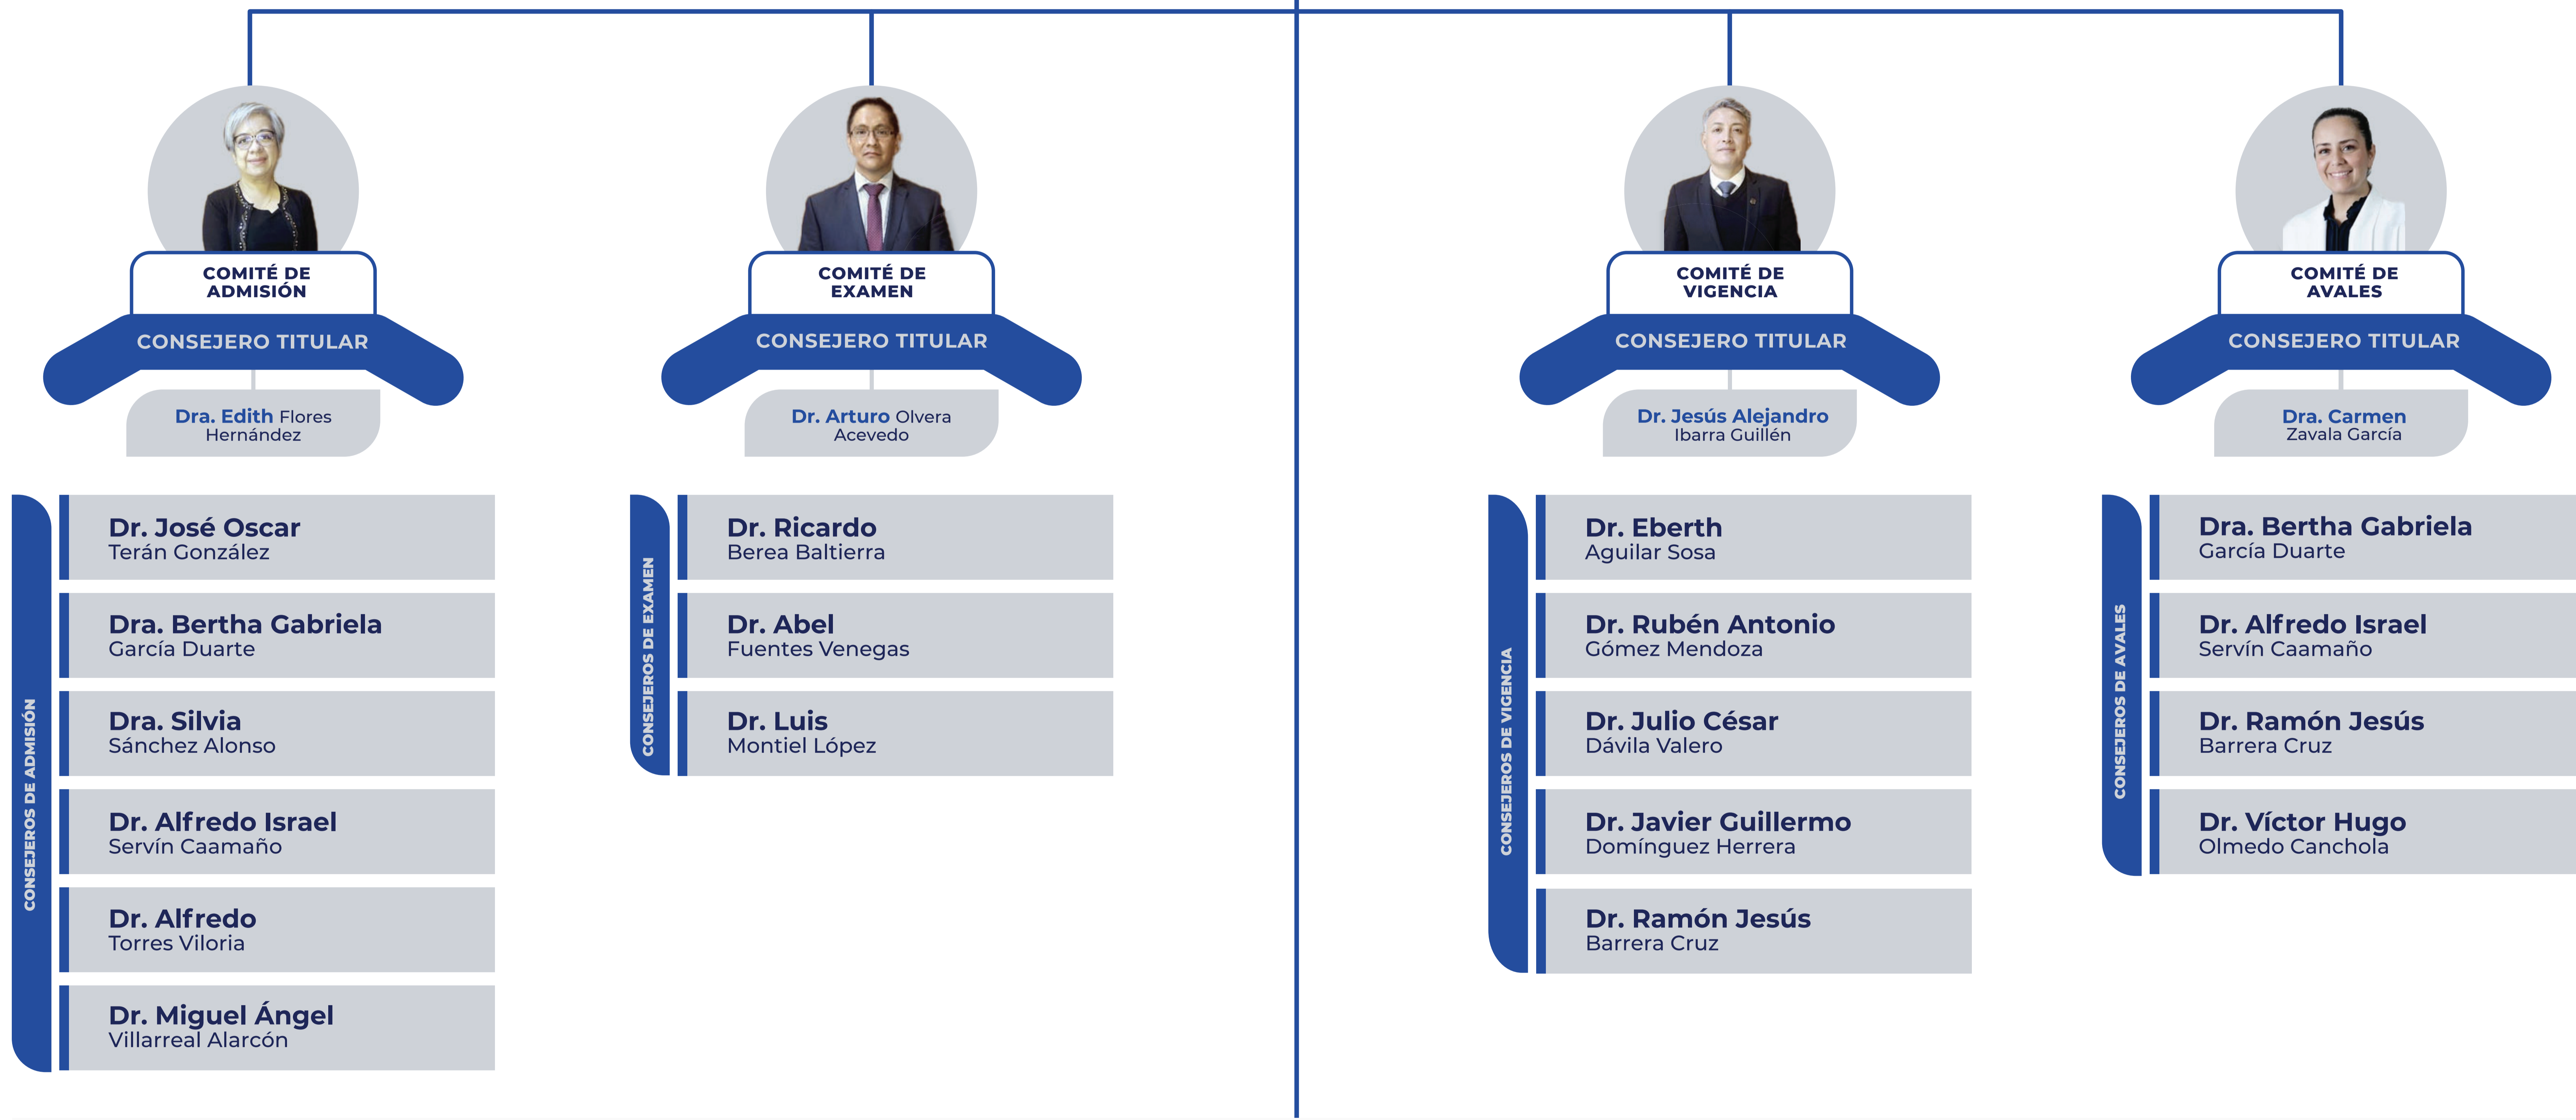 COMITÉ DE
ADMISIÓN
CONSEJERO TITULAR
Dra. Edith Flores
Hernández
CONSEJEROS DE ADMISIÓN
Dr. José Oscar
Terán González
Dra. Bertha Gabriela
García Duarte
Dra. Silvia
Sánchez Alonso
Dr. Alfredo Israel
Servín Caamaño
Dr. Alfredo
Torres Viloria
Dr. Miguel Ángel
Villarreal Alarcón
COMITÉ DE
EXAMEN
CONSEJERO TITULAR
Dr. Arturo Olvera
Acevedo
CONSEJEROS DE EXAMEN
Dr. Ricardo
Berea Baltierra
Dr. Abel
Fuentes Venegas
Dr. Luis
Montiel López
COMITÉ DE
VIGENCIA
CONSEJERO TITULAR
Dr. Jesús Alejandro
Ibarra Guillén
CONSEJEROS DE VIGENCIA
Dr. Eberth
Aguilar Sosa
Dr. Rubén Antonio
Gómez Mendoza
Dr. Julio César
Dávila Valero
Dr. Javier Guillermo
Domínguez Herrera
Dr. Ramón Jesús
Barrera Cruz
COMITÉ DE
AVALES
CONSEJERO TITULAR
Dra. Carmen
Zavala García
CONSEJEROS DE AVALES
Dra. Bertha Gabriela
García Duarte
Dr. Alfredo Israel
Servín Caamaño
Dr. Ramón Jesús
Barrera Cruz
Dr. Víctor Hugo
Olmedo Canchola